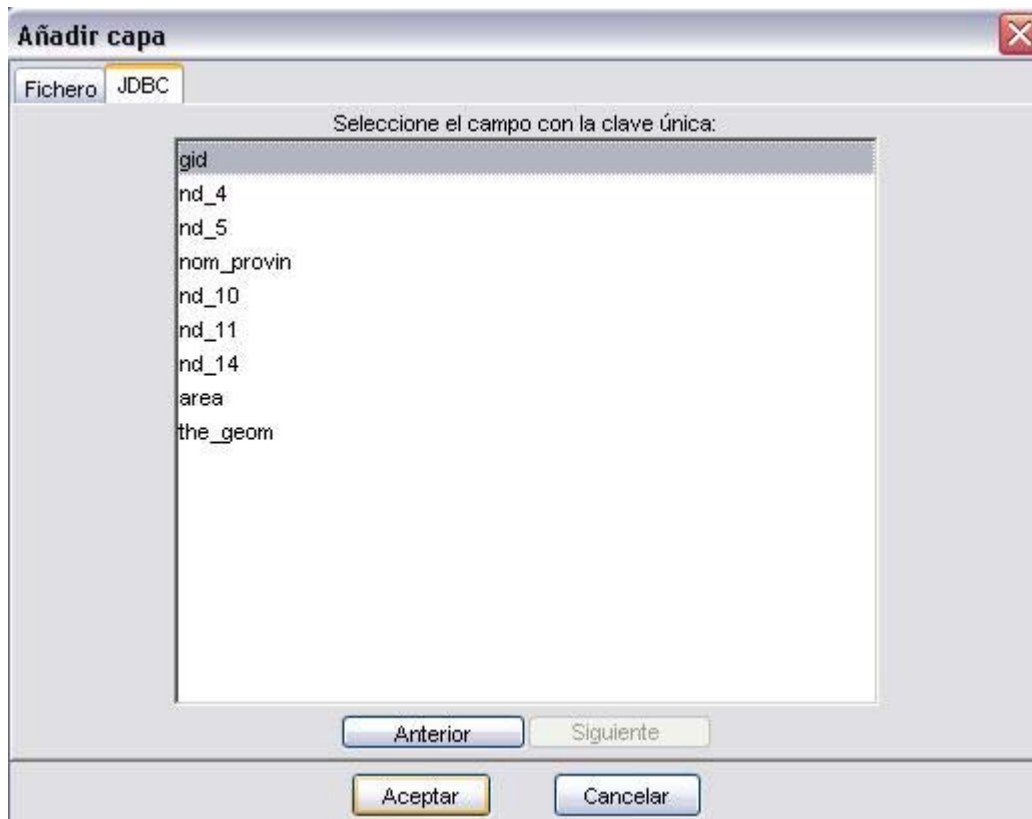 Añadir capa
Fichero JDBC
Seleccione el campo con la clave única:
gid
nd_4
nd_5
nom_provin
nd_10
nd_11
nd_14
area
the_geom
Anterior Siguiente
Aceptar Cancelar